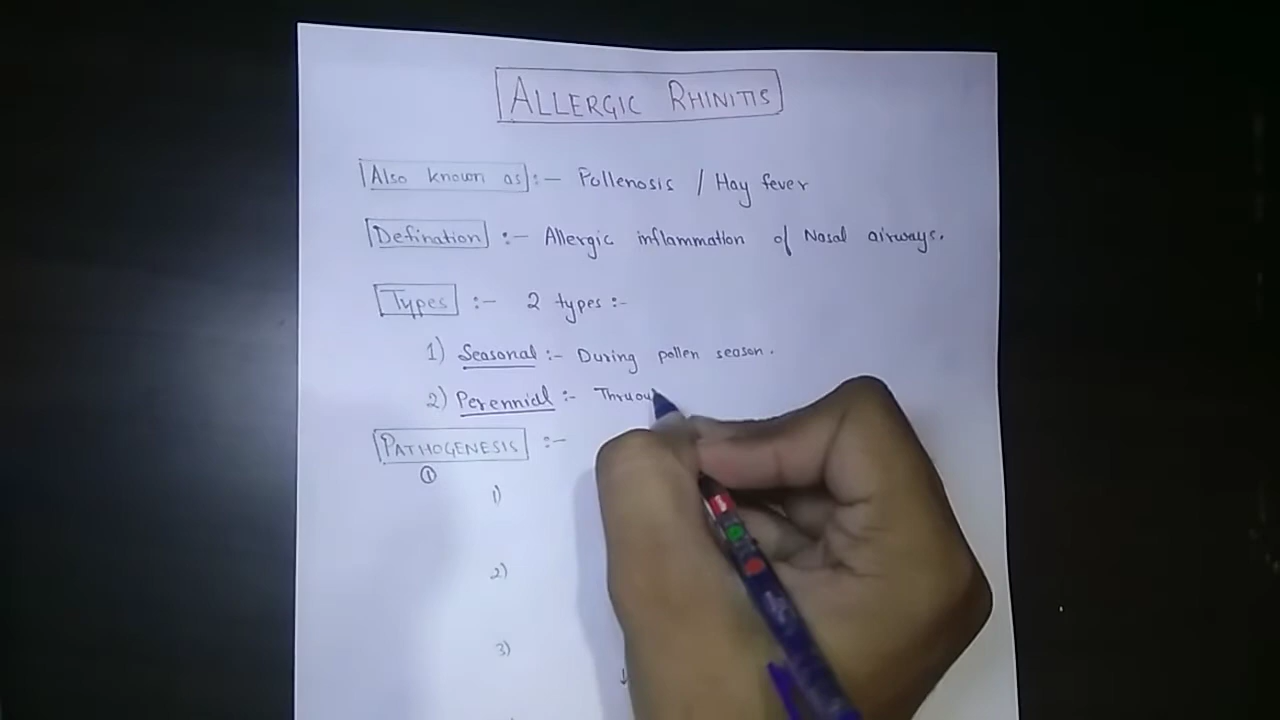 ALLERGIC RHINITIS
Also known as :- Pollenosis / Hay fever
Defination :- Allergic inflammation of Nasal airways.
Types :- 2 types :-
1) Seasonal :- During pollen season.
2) Perennial :- Thruou
PATHOGENESIS :-
①
1)
2)
3)